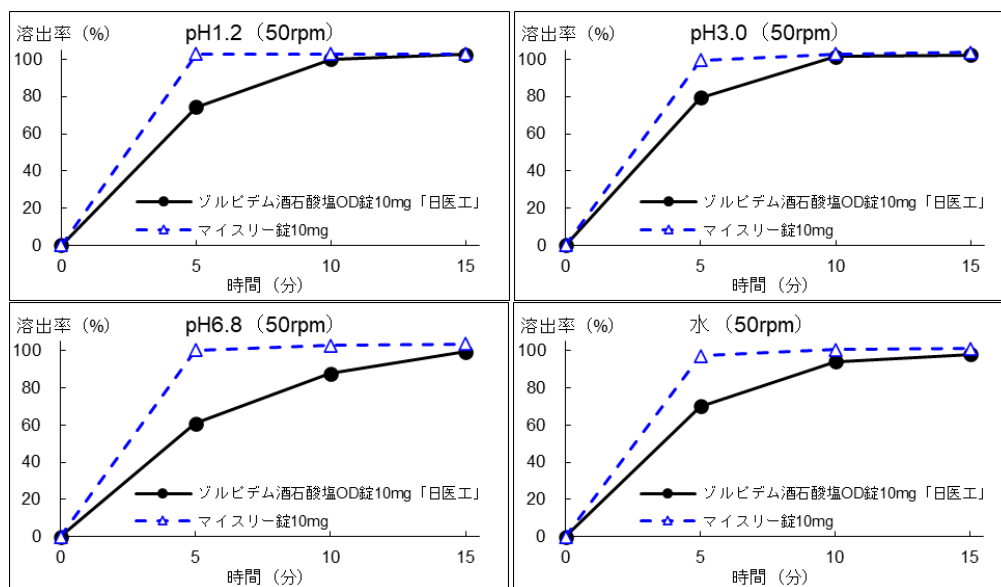 溶出率（%） pH1.2（50rpm）
100
80
60
40
20
0
ゾルピデム酒石酸塩OD錠10mg「日医工」
マイスリー錠10mg
0 5 10 15
時間（分）
溶出率（%） pH3.0（50rpm）
100
80
60
40
20
0
ゾルピデム酒石酸塩OD錠10mg「日医工」
マイスリー錠10mg
0 5 10 15
時間（分）
溶出率（%） pH6.8（50rpm）
100
80
60
40
20
0
ゾルピデム酒石酸塩OD錠10mg「日医工」
マイスリー錠10mg
0 5 10 15
時間（分）
溶出率（%） 水（50rpm）
100
80
60
40
20
0
ゾルピデム酒石酸塩OD錠10mg「日医工」
マイスリー錠10mg
0 5 10 15
時間（分）